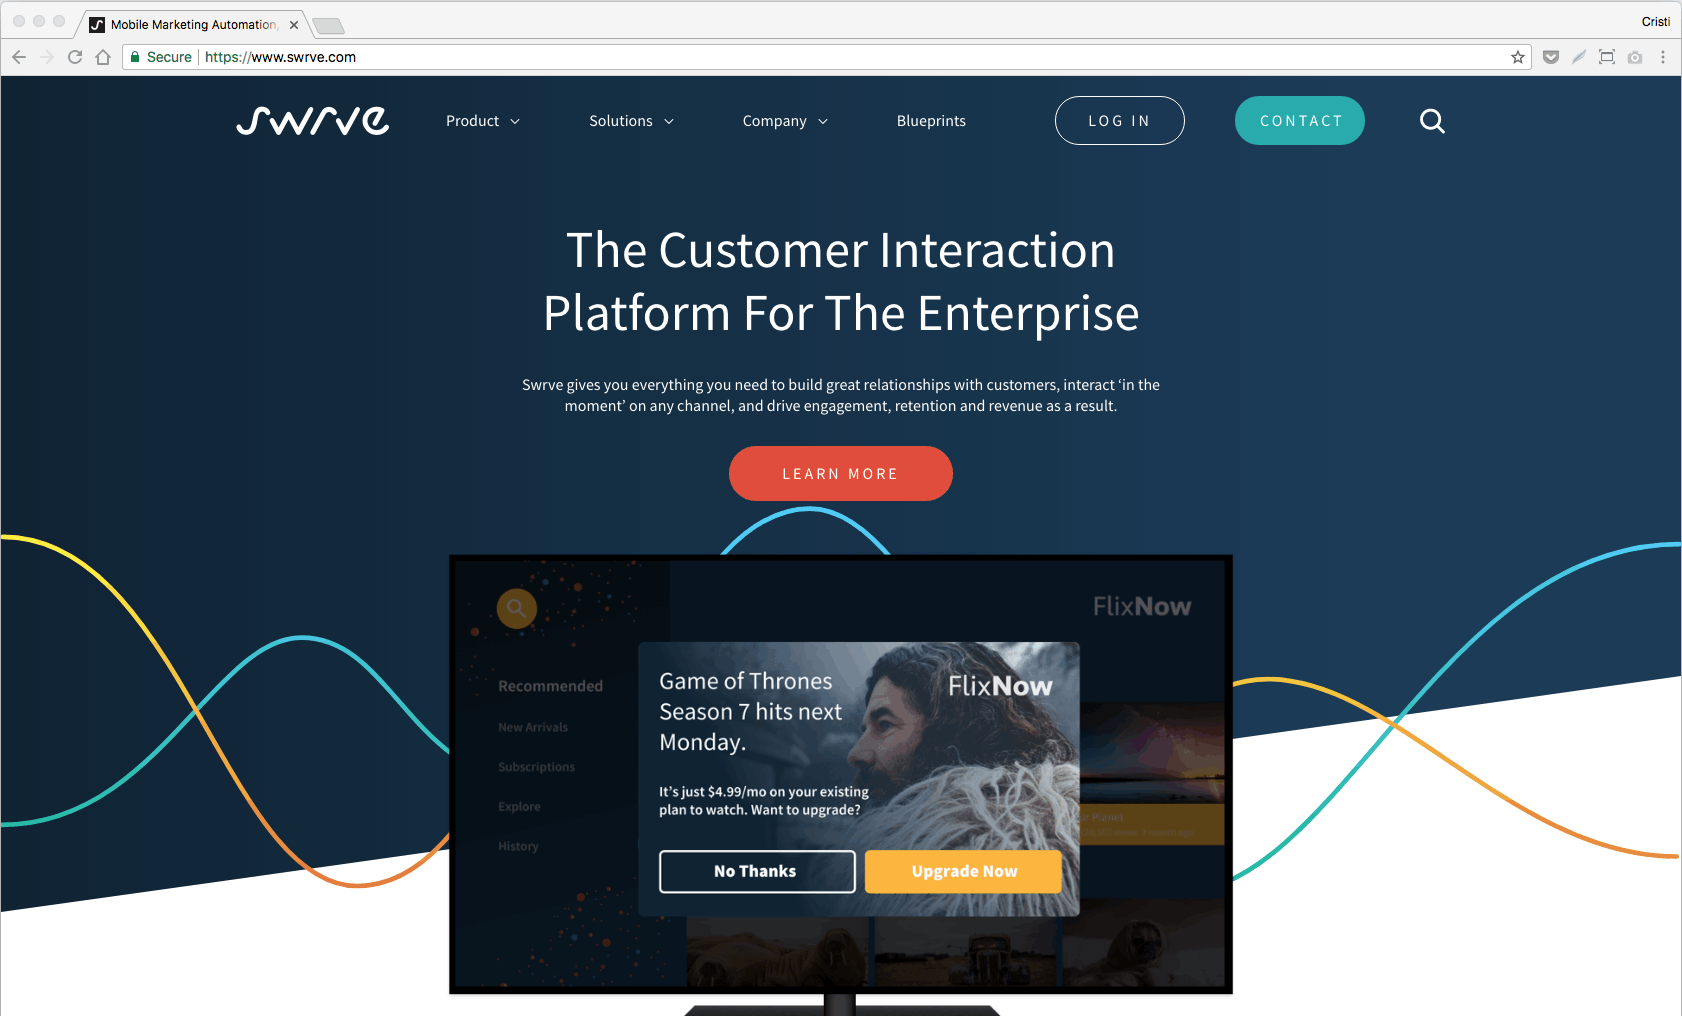 Mobile Marketing Automation,
Cristi
Secure https://www.swrve.com
swrve Product Solutions Company Blueprints LOG IN CONTACT
The Customer Interaction
Platform For The Enterprise
Swrve gives you everything you need to build great relationships with customers, interact ‘in the
moment’ on any channel, and drive engagement, retention and revenue as a result.
LEARN MORE
FlixNow
Recommended
New Arrivals
Subscriptions
Explore
History
FlixNow
Game of Thrones
Season 7 hits next
Monday.
It's just $4.99/mo on your existing
plan to watch. Want to upgrade?
No Thanks Upgrade Now
Planet